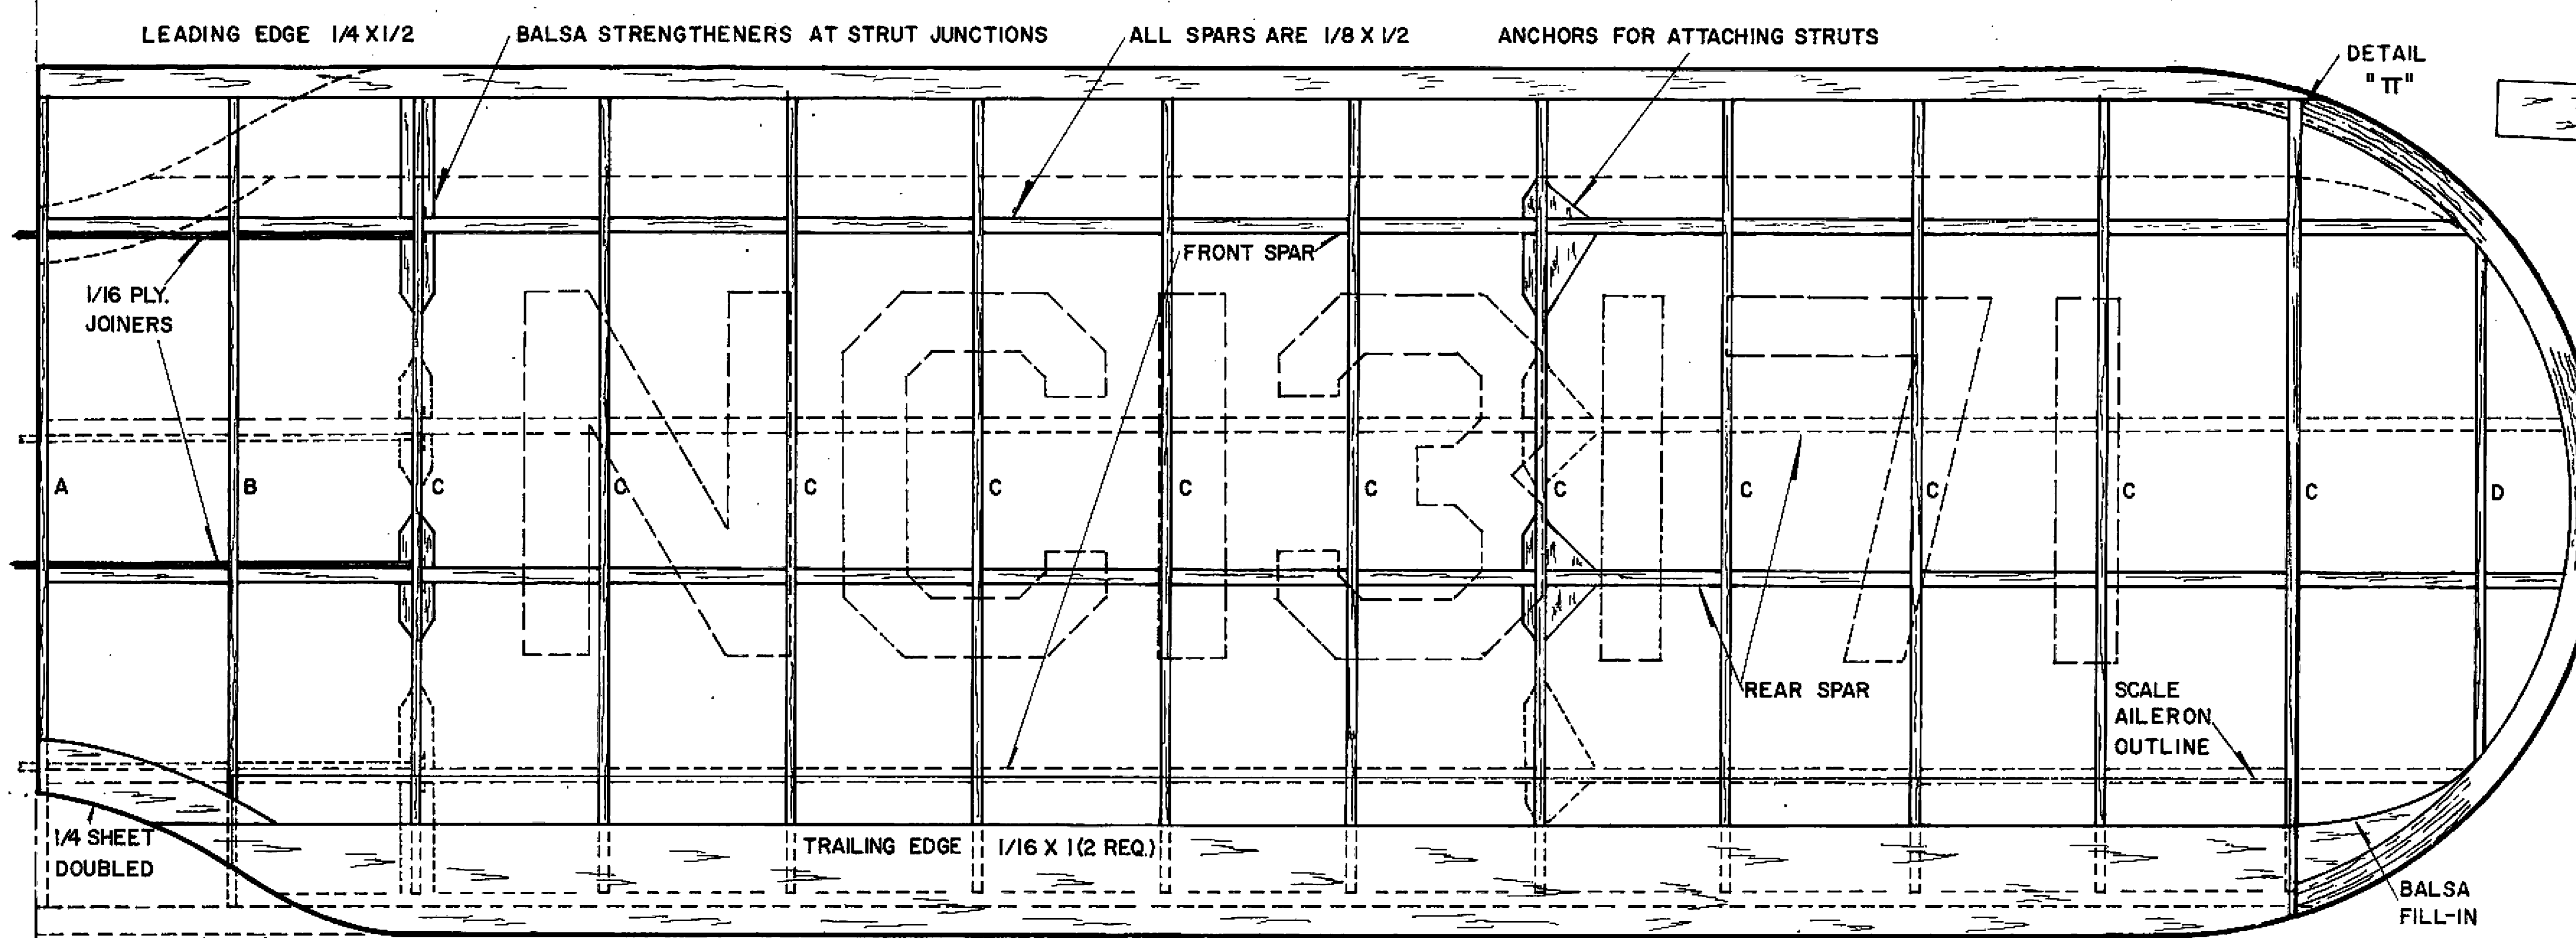 LEADING EDGE 1/4 X 1/2
BALSA STRENGTHENERS AT STRUT JUNCTIONS
ALL SPARS ARE 1/8 X 1/2
ANCHORS FOR ATTACHING STRUTS
DETAIL
"II"
FRONT SPAR
1/16 PLY.
JOINERS
NC13171
A B C C C C C C C C C C C D
REAR SPAR
SCALE
AILERON
OUTLINE
1/4 SHEET
DOUBLED
TRAILING EDGE 1/16 X 1 (2 REQ.)
BALSA
FILL-IN